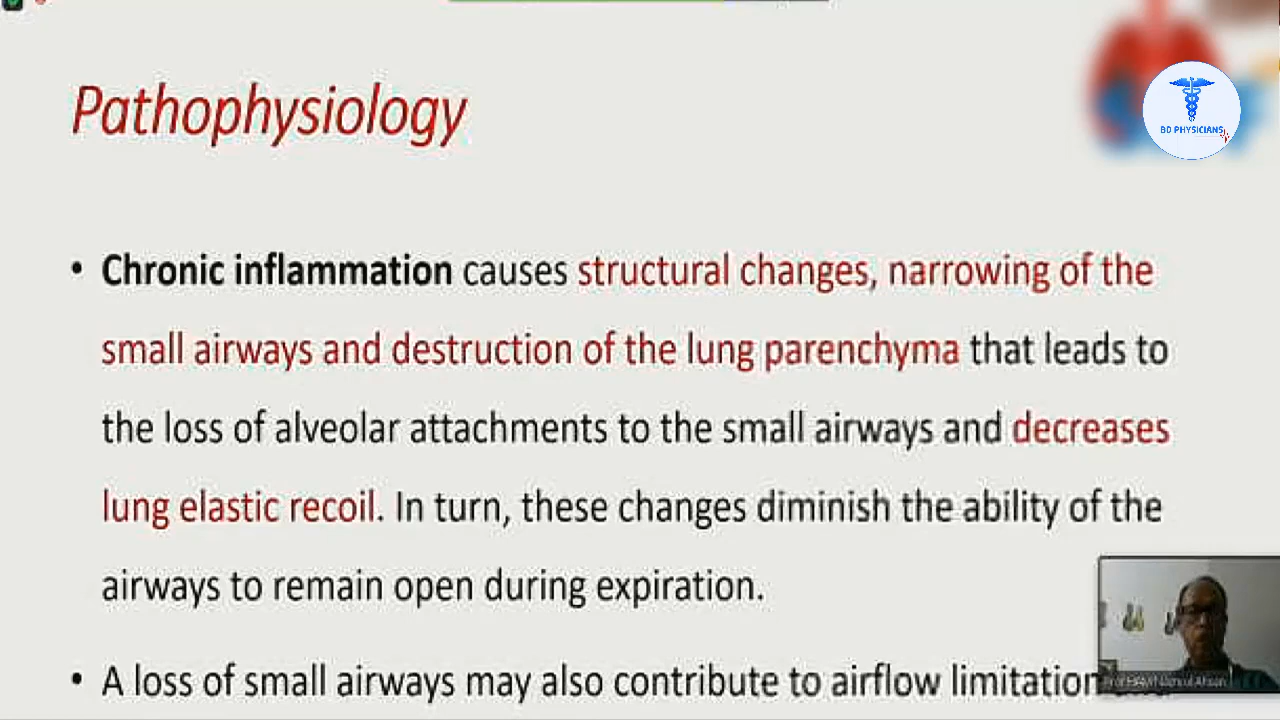 BD PHYSICIANS
Pathophysiology
• Chronic inflammation causes structural changes, narrowing of the
small airways and destruction of the lung parenchyma that leads to
the loss of alveolar attachments to the small airways and decreases
lung elastic recoil. In turn, these changes diminish the ability of the
airways to remain open during expiration.
• A loss of small airways may also contribute to airflow limitation